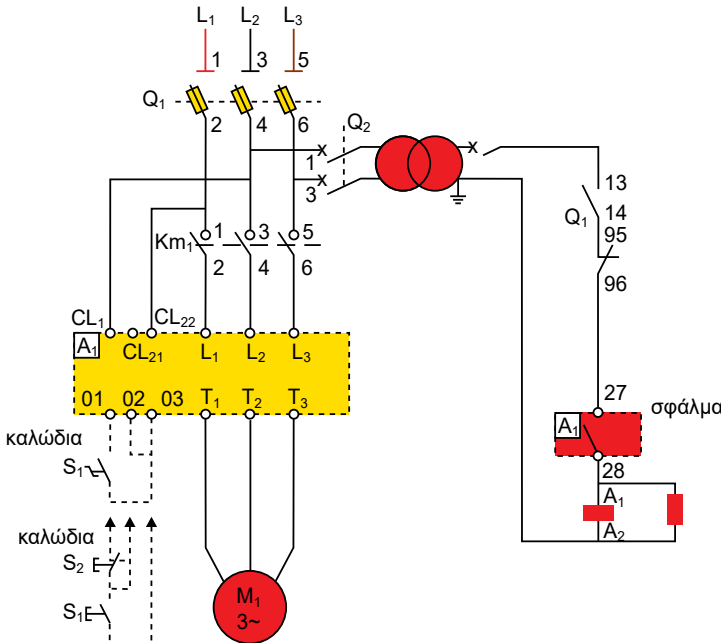 L₁ L₂ L₃
1 3 5
Q₁
2 4 6
Q₂
x
1
x
3
x
13
Q₁ 14
95
96
Km₁ 1 3 5
2 4 6
CL₁ CL₂₂
A₁ CL₂₁ L₁ L₂ L₃
01 02 03 T₁ T₂ T₃
27
σφάλμα
A₁
28
A₁
A₂
καλώδια
S₁
καλώδια
S₂
S₁
M₁
3~